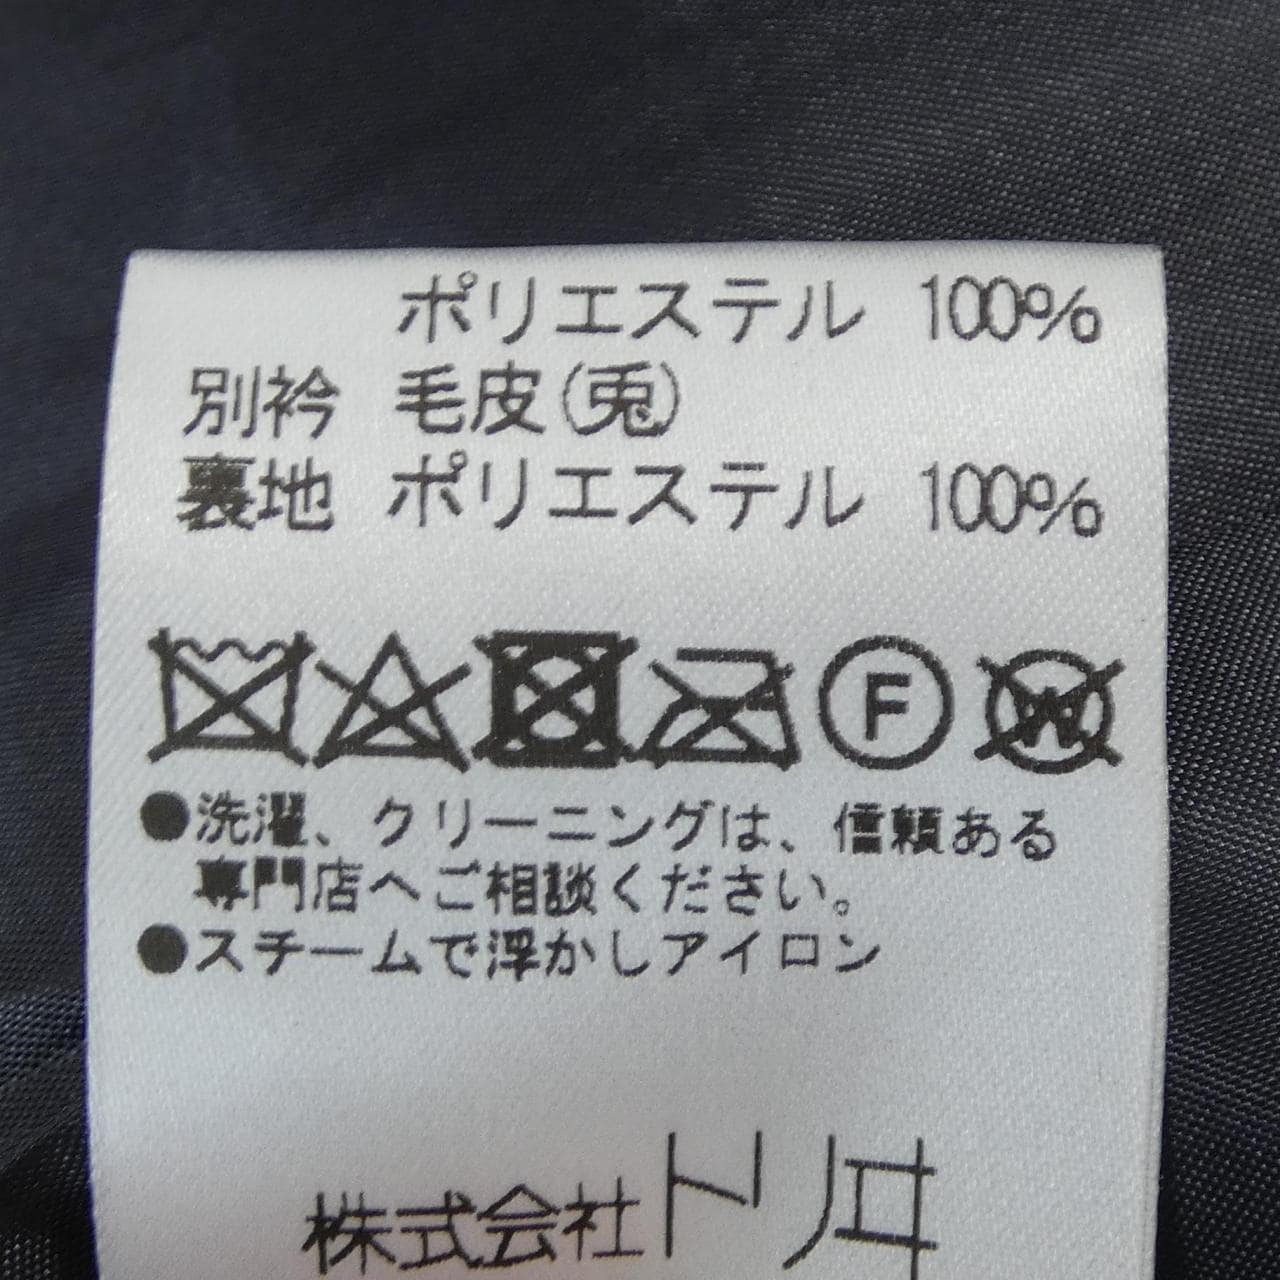 ポリエステル 100%
別衿 毛皮(兎)
裏地 ポリエステル 100%
F W
●洗濯、クリーニングは、信頼ある
専門店へご相談ください。
●スチームで浮かしアイロン
株式会社